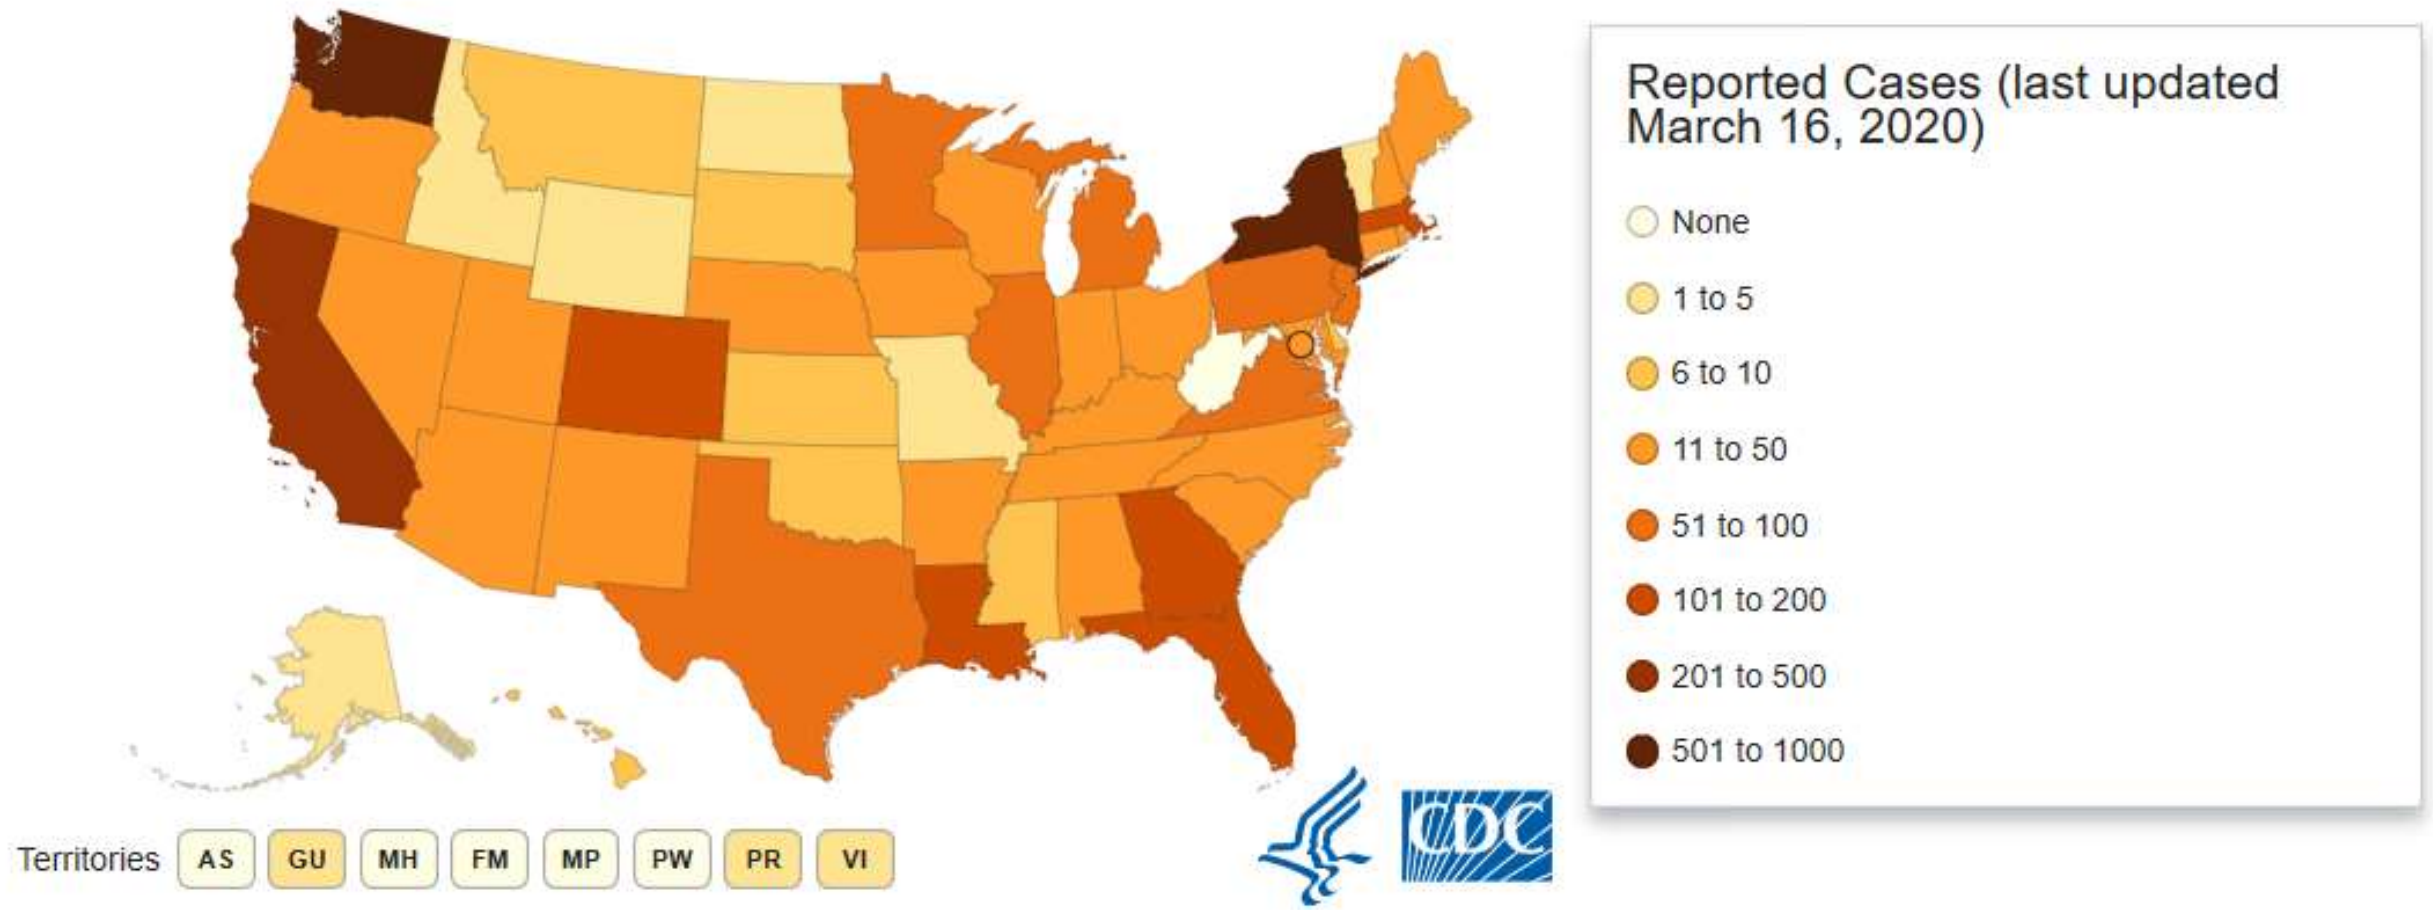 Reported Cases (last updated
March 16, 2020)
None
1 to 5
6 to 10
11 to 50
51 to 100
101 to 200
201 to 500
501 to 1000
Territories AS GU MH FM MP PW PR VI
CDC